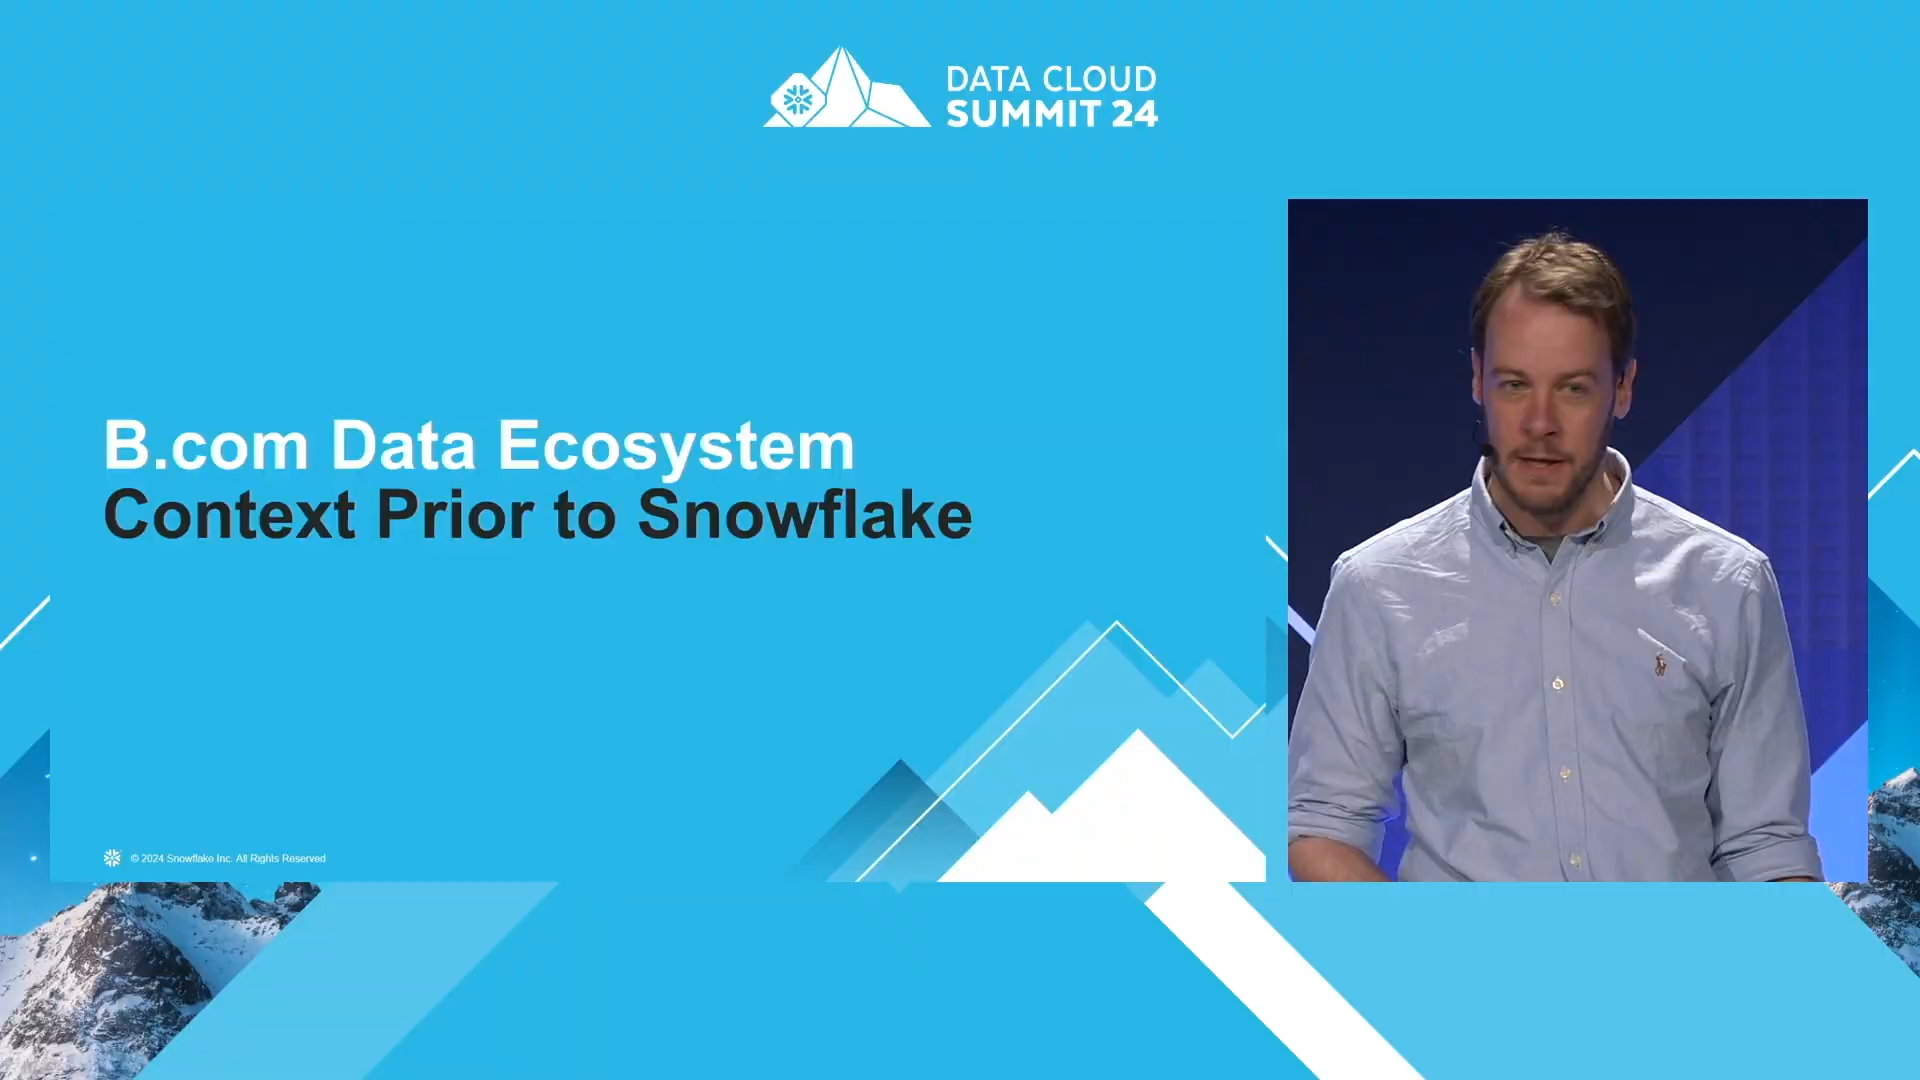 DATA CLOUD
SUMMIT 24
B.com Data Ecosystem
Context Prior to Snowflake
© 2024 Snowflake Inc. All Rights Reserved